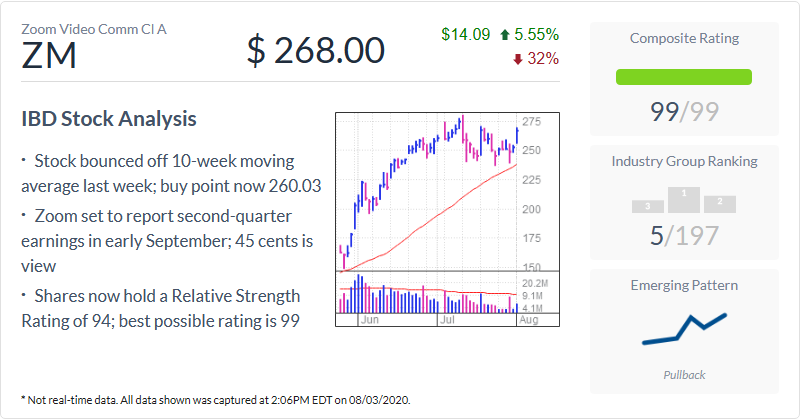 Zoom Video Comm Cl A
ZM
$ 268.00
$14.09 5.55%
32%
IBD Stock Analysis
· Stock bounced off 10-week moving
average last week; buy point now 260.03
· Zoom set to report second-quarter
earnings in early September; 45 cents is
view
· Shares now hold a Relative Strength
Rating of 94; best possible rating is 99
275
250
225
200
175
150
20.2M
9.1M
4.1M
Jun Jul Aug
Composite Rating
99/99
Industry Group Ranking
3 1 2
5/197
Emerging Pattern
Pullback
* Not real-time data. All data shown was captured at 2:06PM EDT on 08/03/2020.